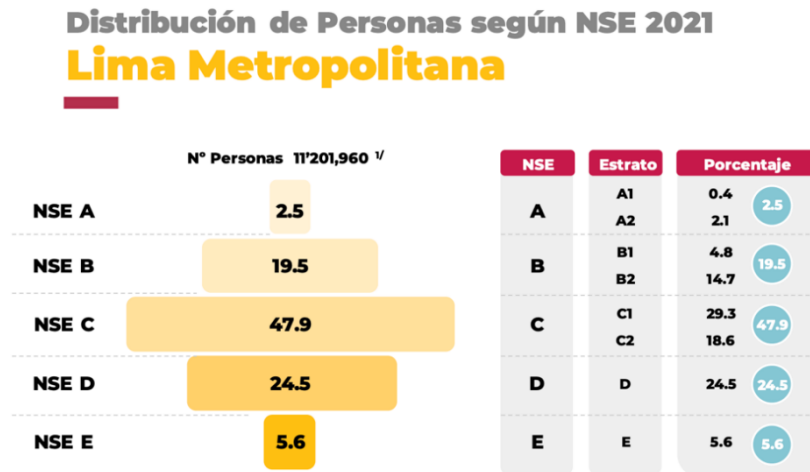 Distribución de Personas según NSE 2021
Lima Metropolitana
Nº Personas 11'201,960 1/
NSE A 2.5
NSE B 19.5
NSE C 47.9
NSE D 24.5
NSE E 5.6
NSE Estrato Porcentaje
A1 0.4
A 2.5
A2 2.1
B1 4.8
B 19.5
B2 14.7
C1 29.3
C 47.9
C2 18.6
D D 24.5 24.5
E E 5.6 5.6